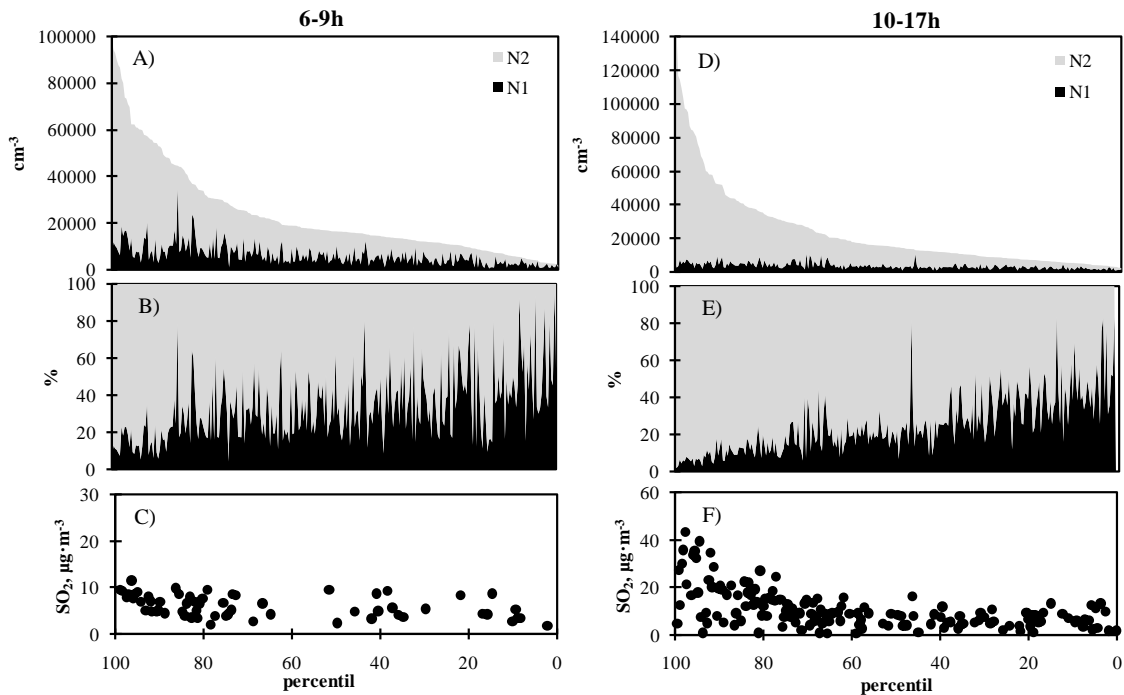 6-9h
10-17h
A)
N2
N1
cm-3
100000
80000
60000
40000
20000
0
D)
N2
N1
cm-3
140000
120000
100000
80000
60000
40000
20000
0
B)
%
100
80
60
40
20
0
E)
%
100
80
60
40
20
0
C)
SO2, µg·m-3
30
20
10
0
100 80 60 40 20 0
percentil
F)
SO2, µg·m-3
60
40
20
0
100 80 60 40 20 0
percentil